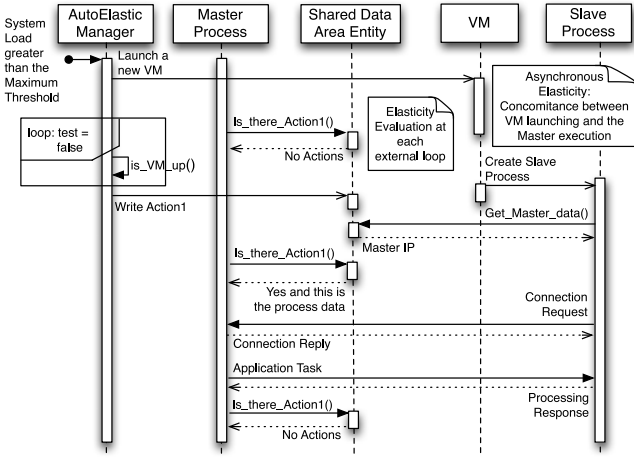 System
Load
greater
than the
Maximum
Threshold
AutoElastic
Manager
Master
Process
Shared Data
Area Entity
VM
Slave
Process
Launch a
new VM
Asynchronous
Elasticity:
Concomitance between
VM launching and the
Master execution
Elasticity
Evaluation at
each
external loop
Is_there_Action1()
No Actions
loop: test =
false
is_VM_up()
Create Slave
Process
Write Action1
Get_Master_data()
Master IP
Is_there_Action1()
Yes and this is
the process data
Connection
Request
Connection Reply
Application Task
Processing
Response
Is_there_Action1()
No Actions